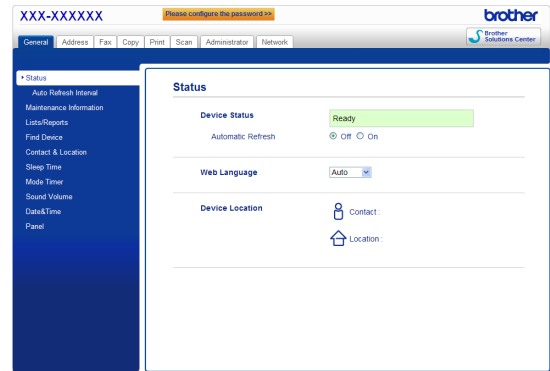 XXX-XXXXXX
Please configure the password >>
brother
General Address Fax Copy Print Scan Administrator Network
Brother
Solutions Center
Status
Auto Refresh Interval
Maintenance Information
Lists/Reports
Find Device
Contact & Location
Sleep Time
Mode Timer
Sound Volume
Date&Time
Panel
Status
Device Status Ready
Automatic Refresh Off On
Web Language Auto
Device Location Contact :
Location :